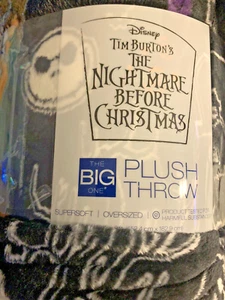 Disney
TIM BURTON'S
THE
NIGHTMARE
BEFORE
CHRISTMAS
THE
BIG
ONE
PLUSH
THROW
SUPERSOFT | OVERSIZED |